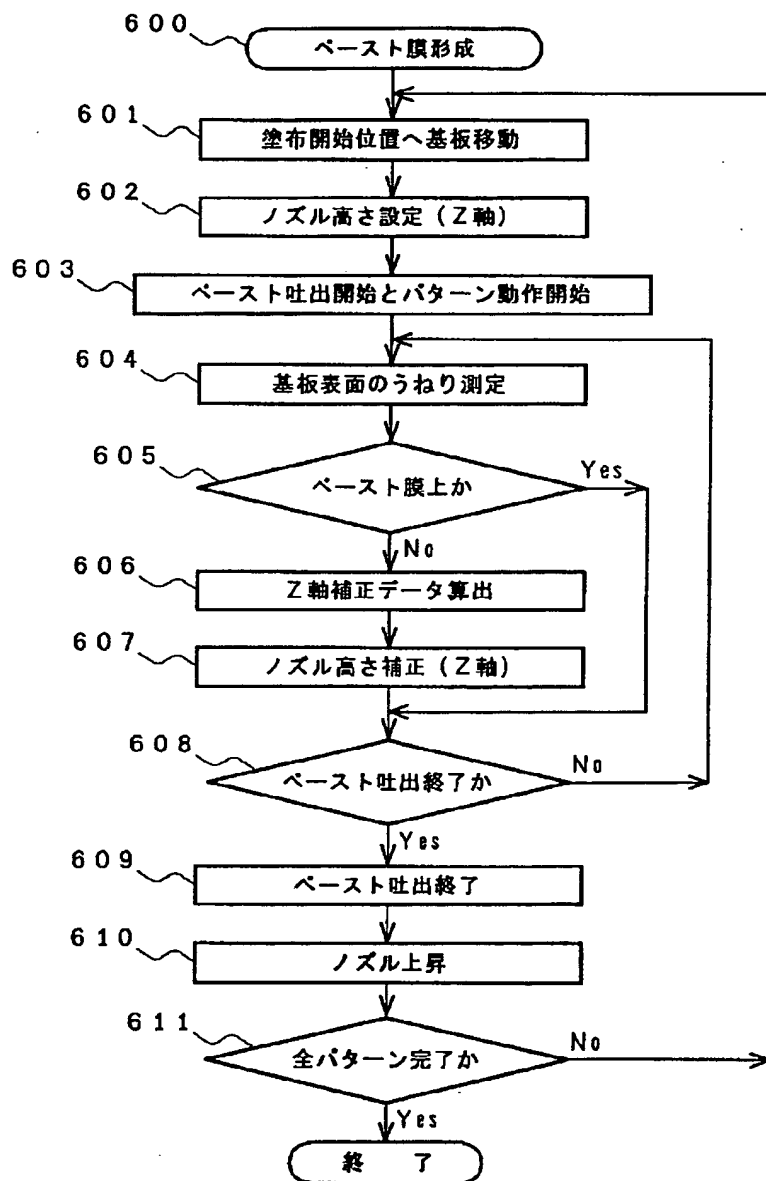 ６００
ペースト膜形成
６０１
塗布開始位置へ基板移動
６０２
ノズル高さ設定（Ｚ軸）
６０３
ペースト吐出開始とパターン動作開始
６０４
基板表面のうねり測定
６０５
ペースト膜上か
Yes
No
６０６
Ｚ軸補正データ算出
６０７
ノズル高さ補正（Ｚ軸）
６０８
ペースト吐出終了か
No
Yes
６０９
ペースト吐出終了
６１０
ノズル上昇
６１１
全パターン完了か
No
Yes
終　了